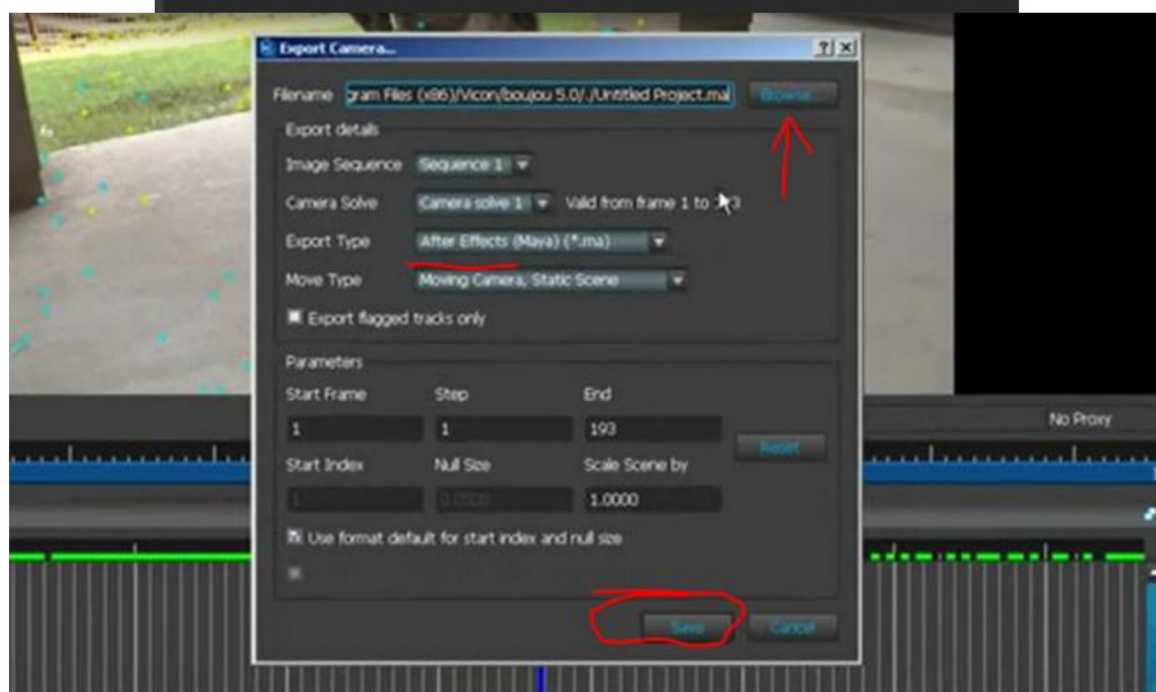 Export Camera...
Filename gram Files (x86)/Vicon/boujou 5.0/./Untitled Project.ma Browse...
Export details
Image Sequence Sequence 1
Camera Solve Camera solve 1 Valid from frame 1 to 3
Export Type After Effects (Maya) (*.ma)
Move Type Moving Camera, Static Scene
Export flagged tracks only
Parameters
Start Frame Step End
1 1 193
No Proxy
Reset
Start Index Null Size Scale Scene by
1 0.0500 1.0000
Use format default for start index and null size
Save Cancel